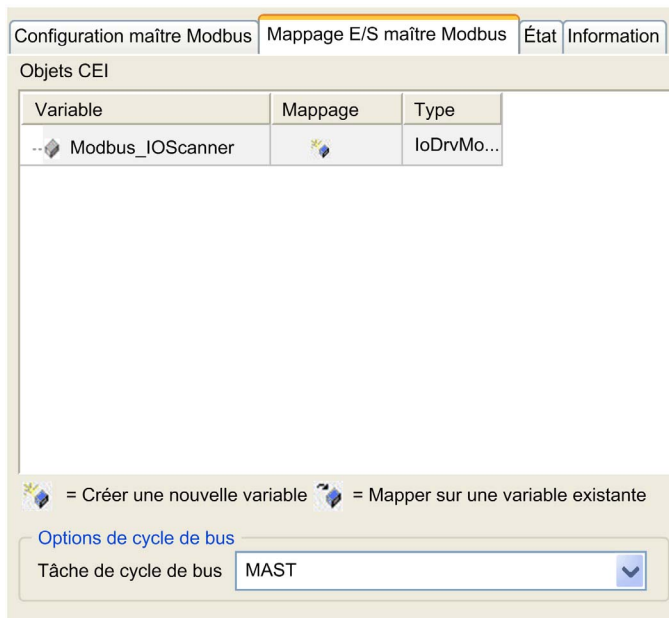 Configuration maître Modbus Mappage E/S maître Modbus État Information
Objets CEI
Variable Mappage Type
Modbus_IOScanner IoDrvMo...
= Créer une nouvelle variable = Mapper sur une variable existante
Options de cycle de bus
Tâche de cycle de bus MAST